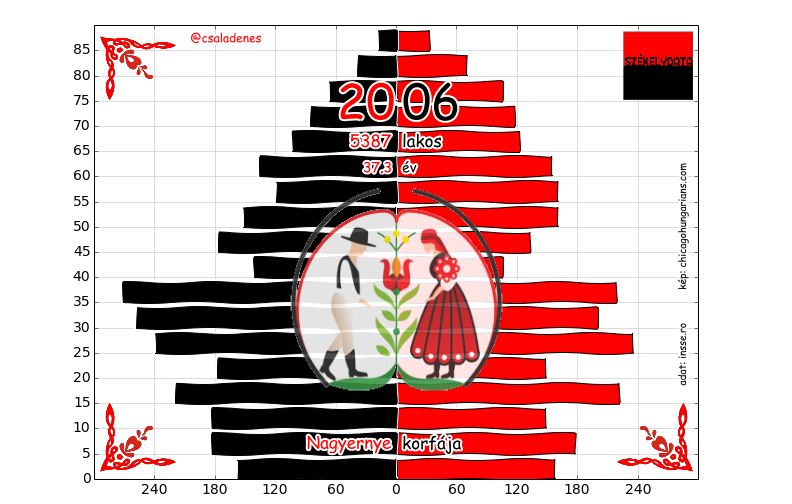 @csaladenes
SZÉKELYDATA
2006
5387 lakos
37.3 év
kép: chicagohungarians.com
adat: insse.ro
Nagyernye korfája
85
80
75
70
65
60
55
50
45
40
35
30
25
20
15
10
5
0
240 180 120 60 0 60 120 180 240